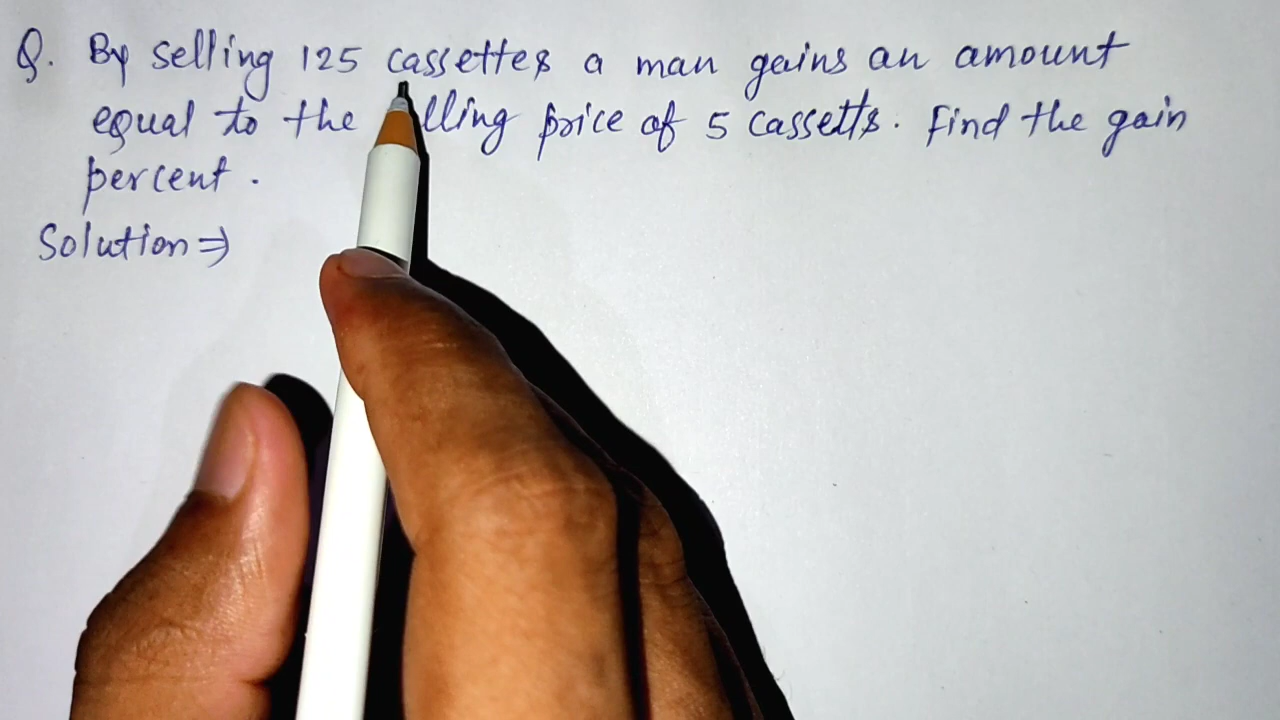 Q. By selling 125 cassettes a man gains an amount
equal to the lling price of 5 cassetts. Find the gain
percent.
Solution ⇒